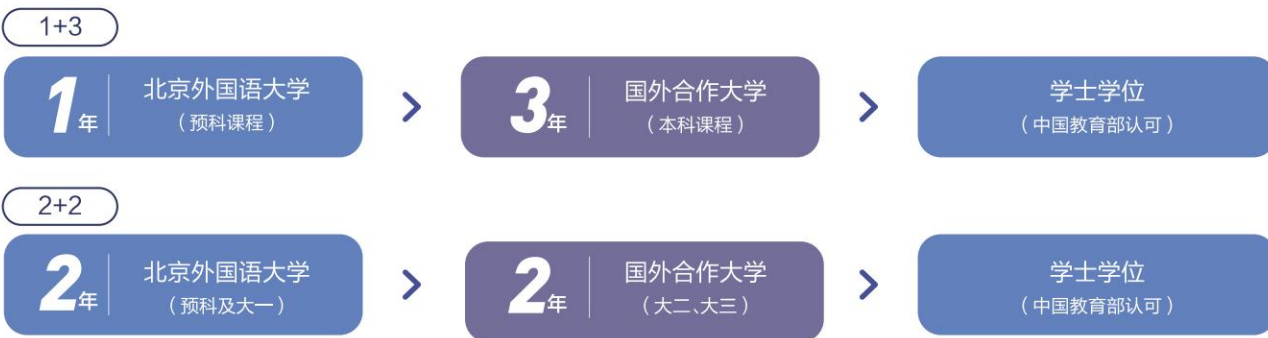 1+3
1年
北京外国语大学
（预科课程）
3年
国外合作大学
（本科课程）
学士学位
（中国教育部认可）
2+2
2年
北京外国语大学
（预科及大一）
2年
国外合作大学
（大二、大三）
学士学位
（中国教育部认可）